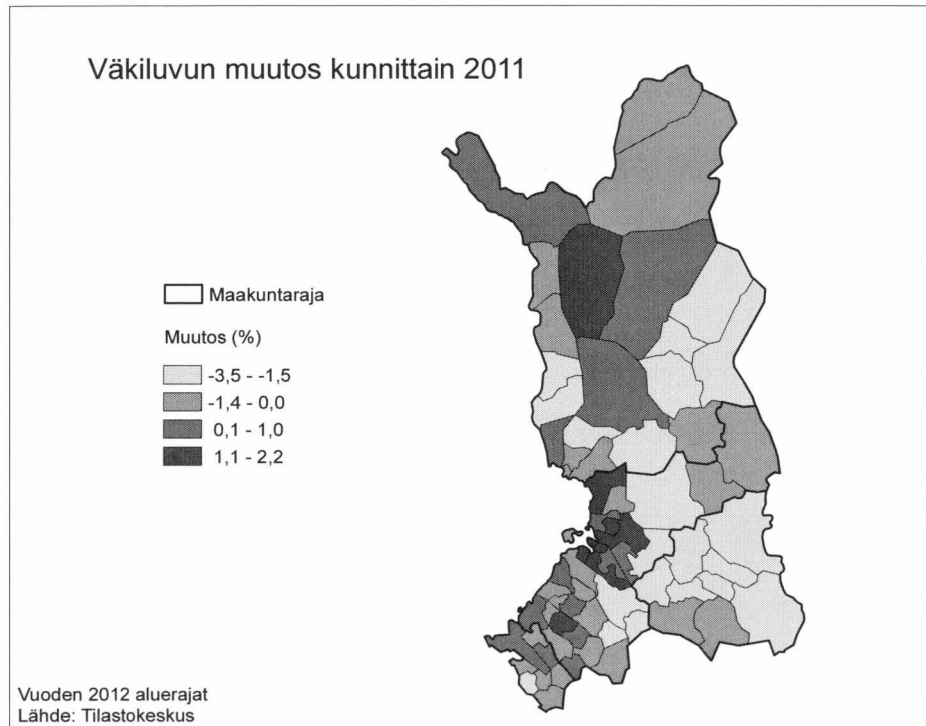 Väkiluvun muutos kunnittain 2011
Maakuntaraja
Muutos (%)
-3,5 - -1,5
-1,4 - 0,0
0,1 - 1,0
1,1 - 2,2
Vuoden 2012 aluerajat
Lähde: Tilastokeskus